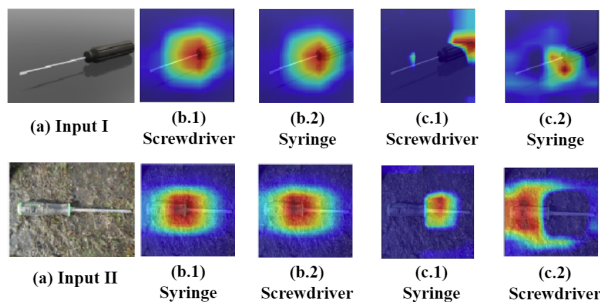 (a) Input I
(b.1)
Screwdriver
(b.2)
Syringe
(c.1)
Screwdriver
(c.2)
Syringe
(a) Input II
(b.1)
Syringe
(b.2)
Screwdriver
(c.1)
Syringe
(c.2)
Screwdriver